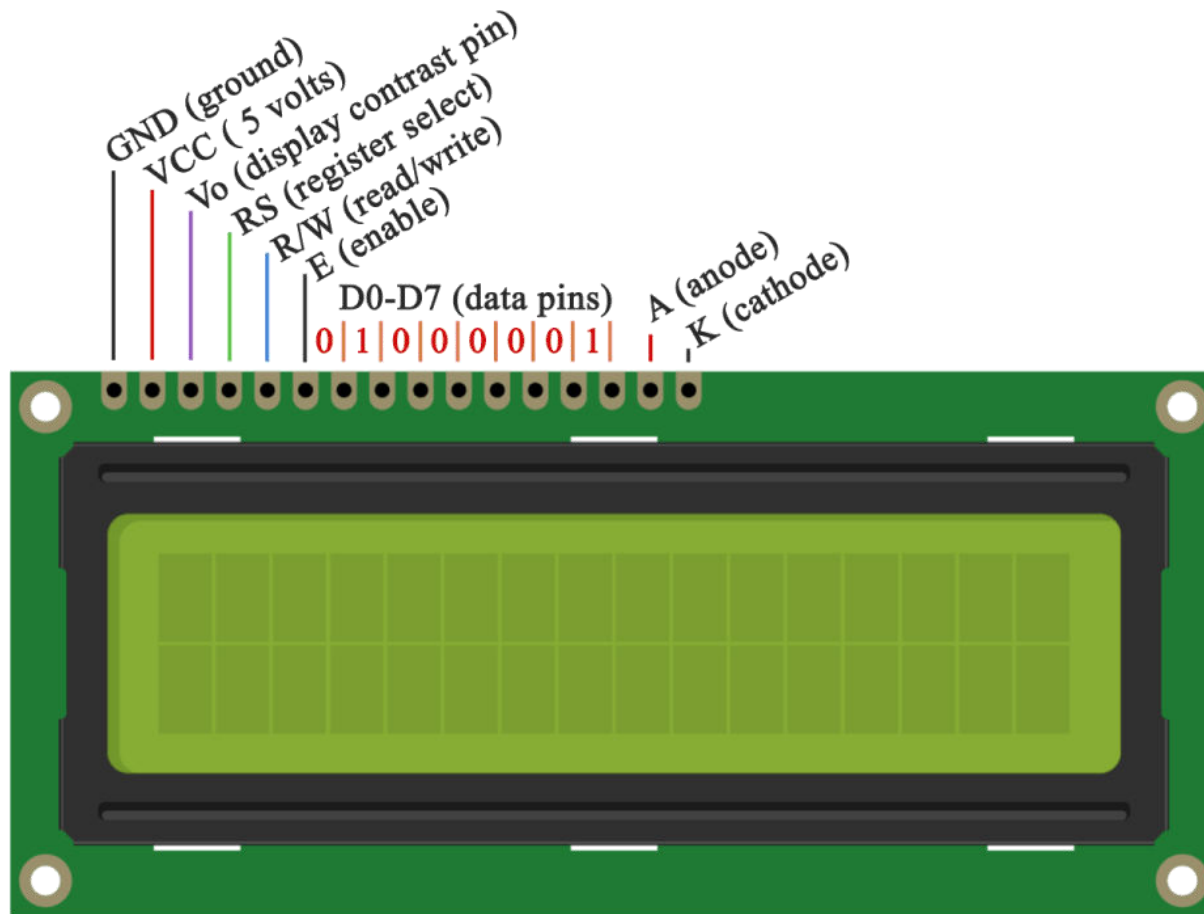 GND (ground)
VCC ( 5 volts)
Vo (display contrast pin)
RS (register select)
R/W (read/write)
E (enable)
D0-D7 (data pins)
0 1 0 0 0 0 0 1
A (anode)
K (cathode)